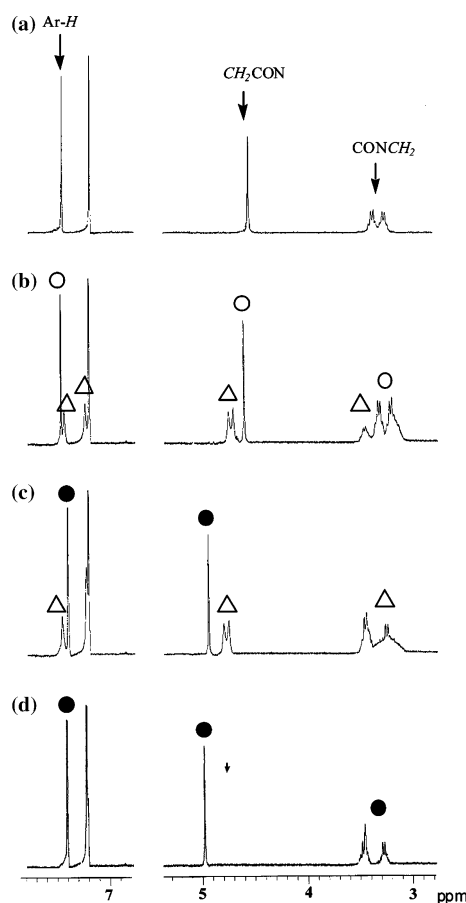 (a)
Ar-H
CH₂CON
CONCH₂
(b)
(c)
(d)
7 5 4 3 ppm